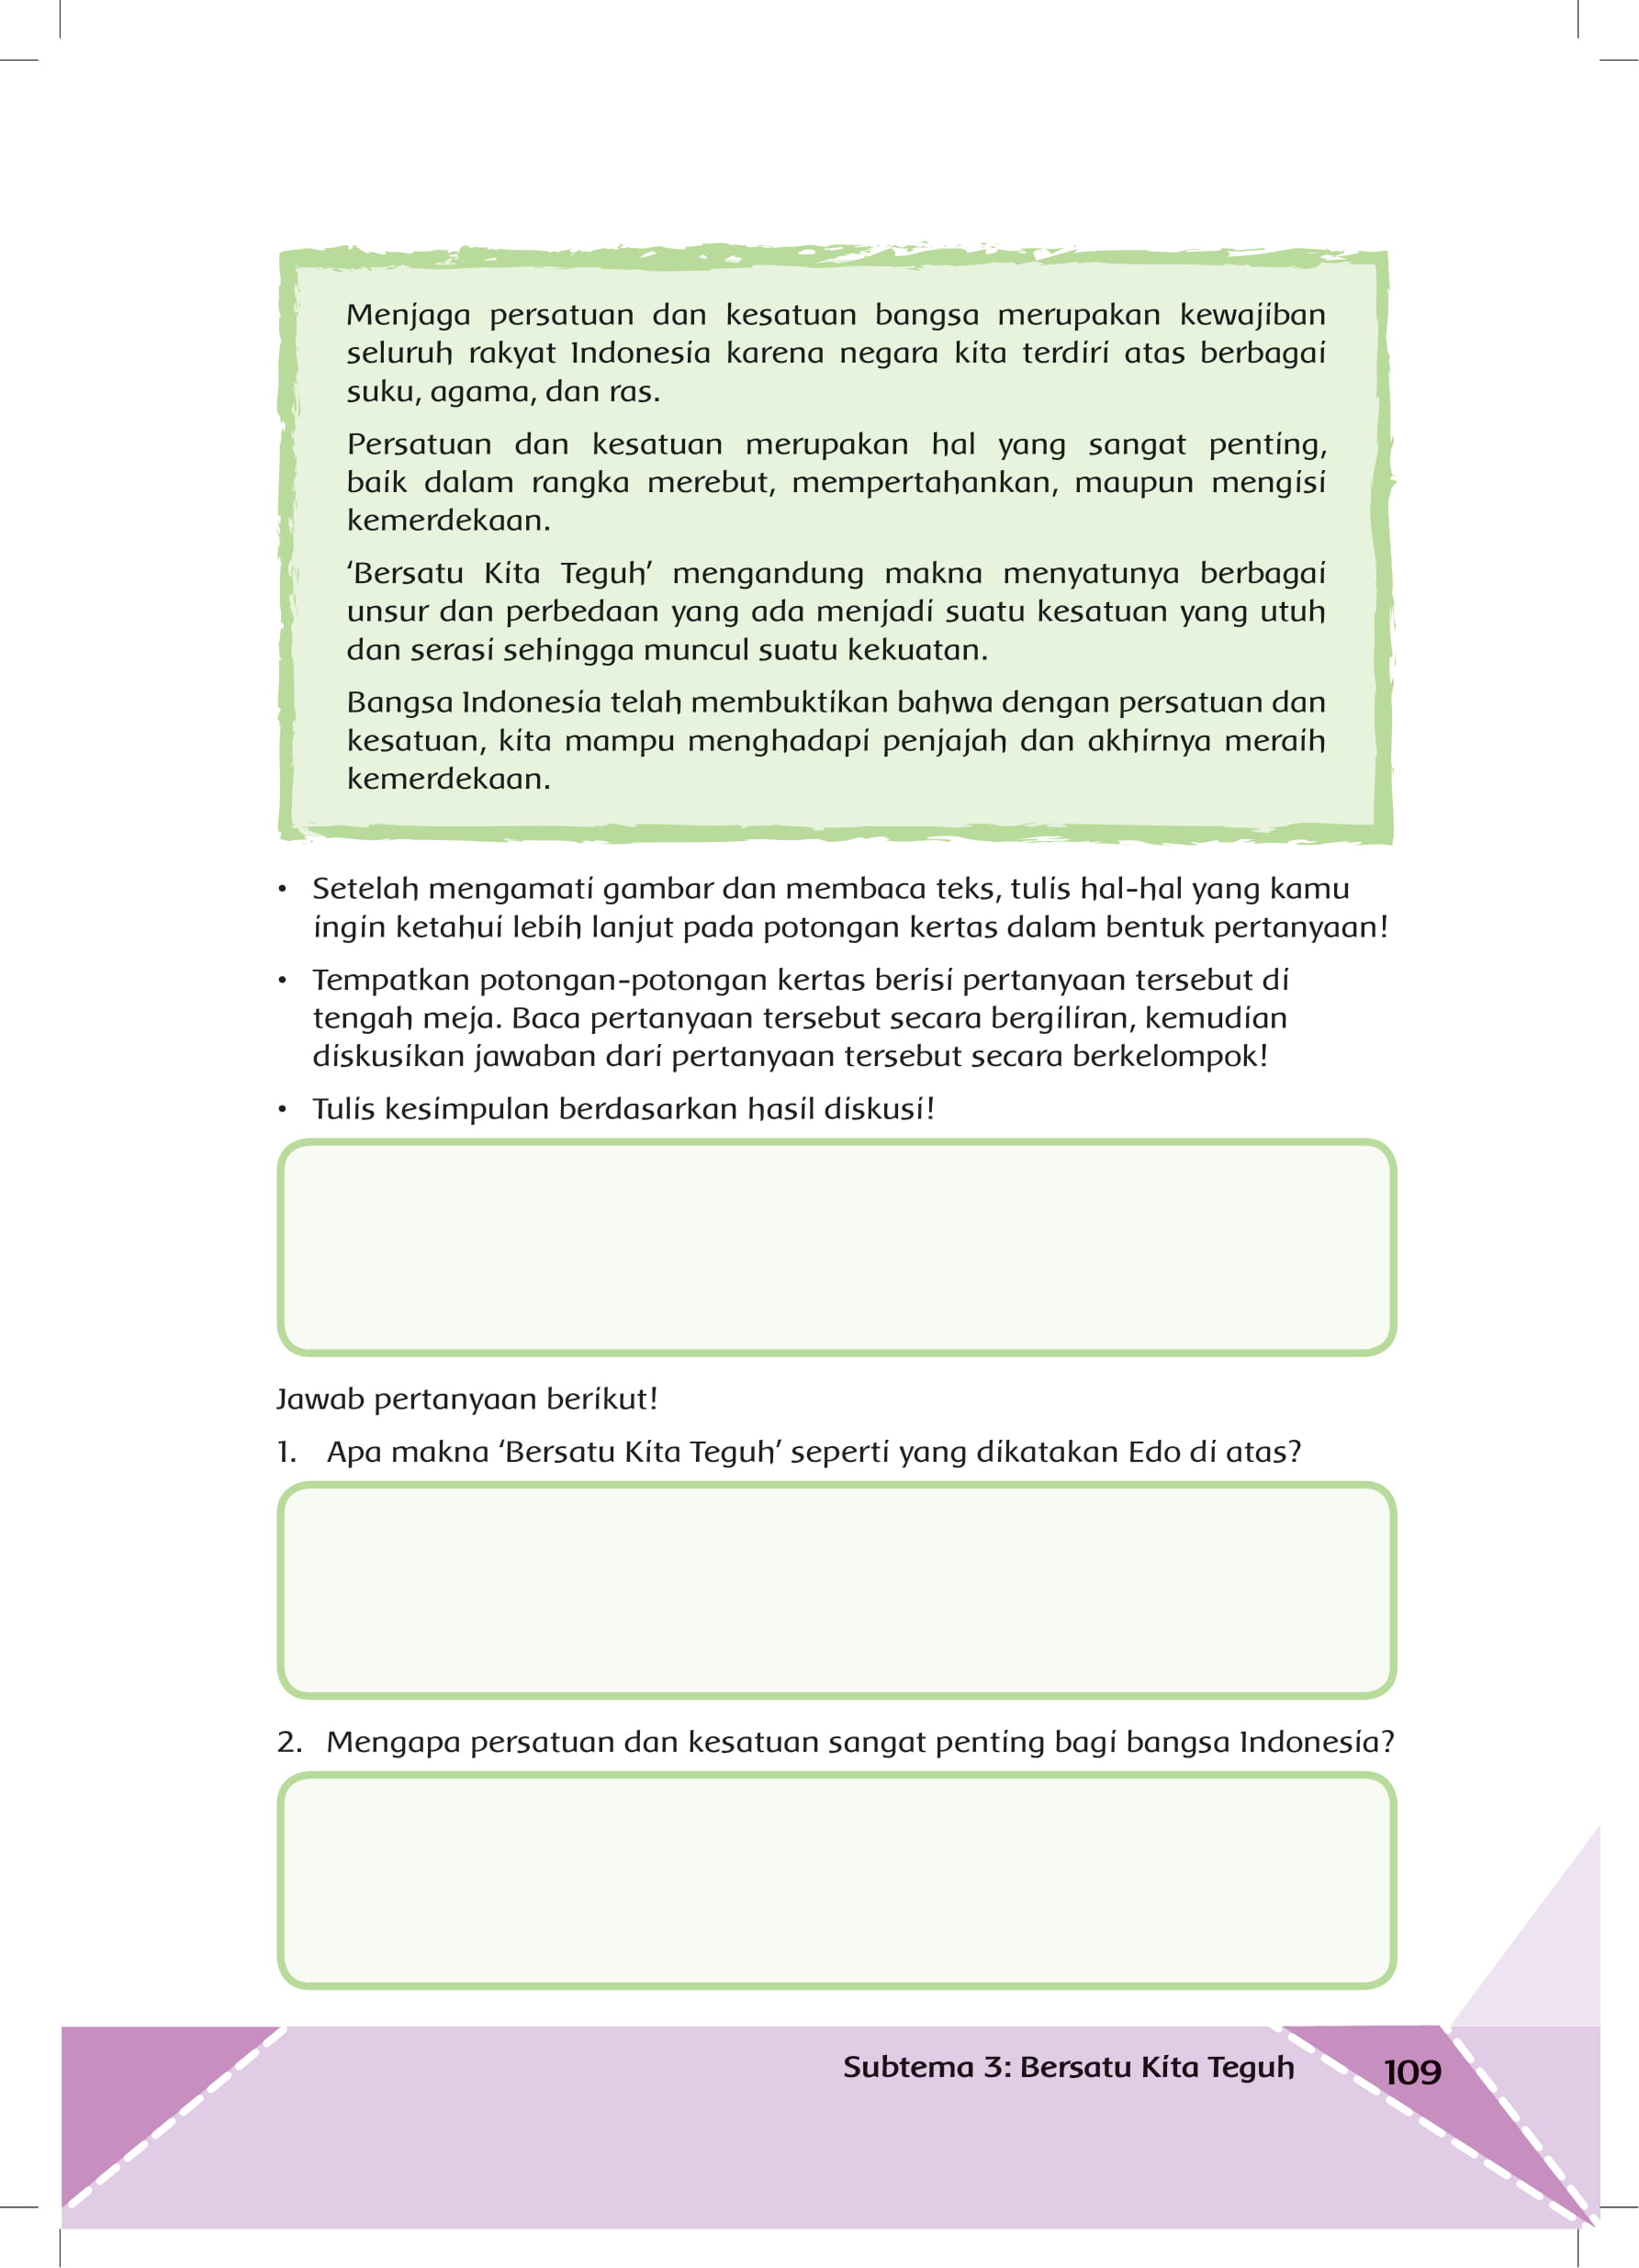 Menjaga persatuan dan kesatuan bangsa merupakan kewajiban
seluruh rakyat Indonesia karena negara kita terdiri atas berbagai
suku, agama, dan ras.
Persatuan dan kesatuan merupakan hal yang sangat penting,
baik dalam rangka merebut, mempertahankan, maupun mengisi
kemerdekaan.
‘Bersatu Kita Teguh’ mengandung makna menyatunya berbagai
unsur dan perbedaan yang ada menjadi suatu kesatuan yang utuh
dan serasi sehingga muncul suatu kekuatan.
Bangsa Indonesia telah membuktikan bahwa dengan persatuan dan
kesatuan, kita mampu menghadapi penjajah dan akhirnya meraih
kemerdekaan.
• Setelah mengamati gambar dan membaca teks, tulis hal-hal yang kamu
ingin ketahui lebih lanjut pada potongan kertas dalam bentuk pertanyaan!
• Tempatkan potongan-potongan kertas berisi pertanyaan tersebut di
tengah meja. Baca pertanyaan tersebut secara bergiliran, kemudian
diskusikan jawaban dari pertanyaan tersebut secara berkelompok!
• Tulis kesimpulan berdasarkan hasil diskusi!
Jawab pertanyaan berikut!
1. Apa makna ‘Bersatu Kita Teguh’ seperti yang dikatakan Edo di atas?
2. Mengapa persatuan dan kesatuan sangat penting bagi bangsa Indonesia?
Subtema 3: Bersatu Kita Teguh 109